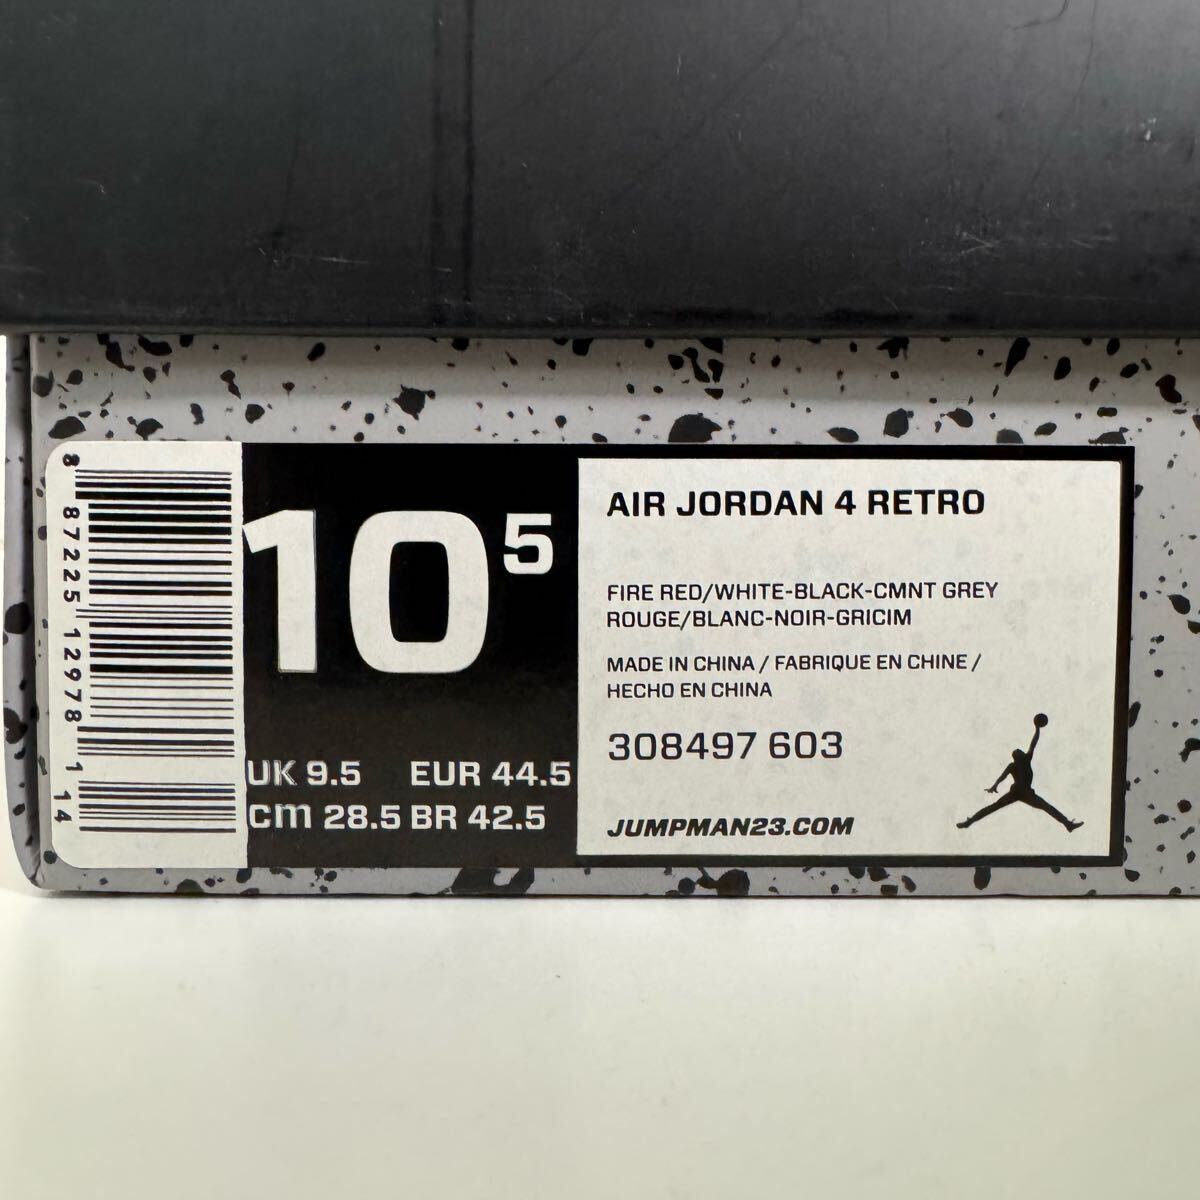 8 87225 12978 1 14
10 5
UK 9.5 EUR 44.5
cm 28.5 BR 42.5
AIR JORDAN 4 RETRO
FIRE RED/WHITE-BLACK-CMNT GREY
ROUGE/BLANC-NOIR-GRICIM
MADE IN CHINA / FABRIQUE EN CHINE /
HECHO EN CHINA
308497 603
JUMPMAN23.COM